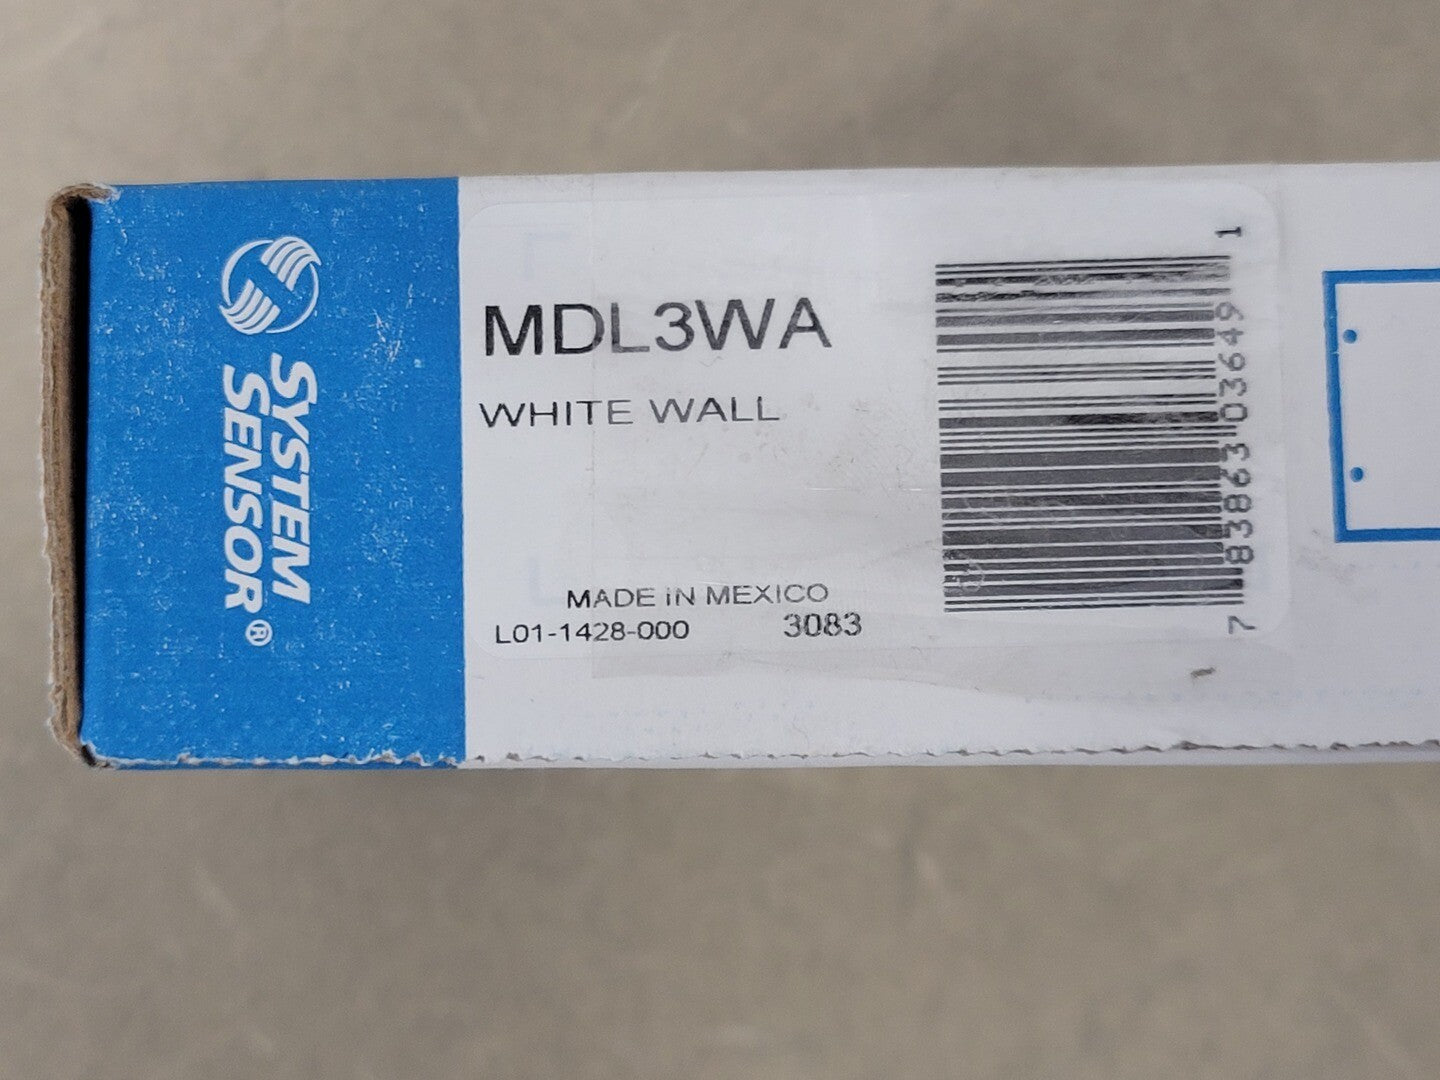 SYSTEM
SENSOR®
MDL3WA
WHITE WALL
MADE IN MEXICO
L01-1428-000 3083
7 83863 03649 1